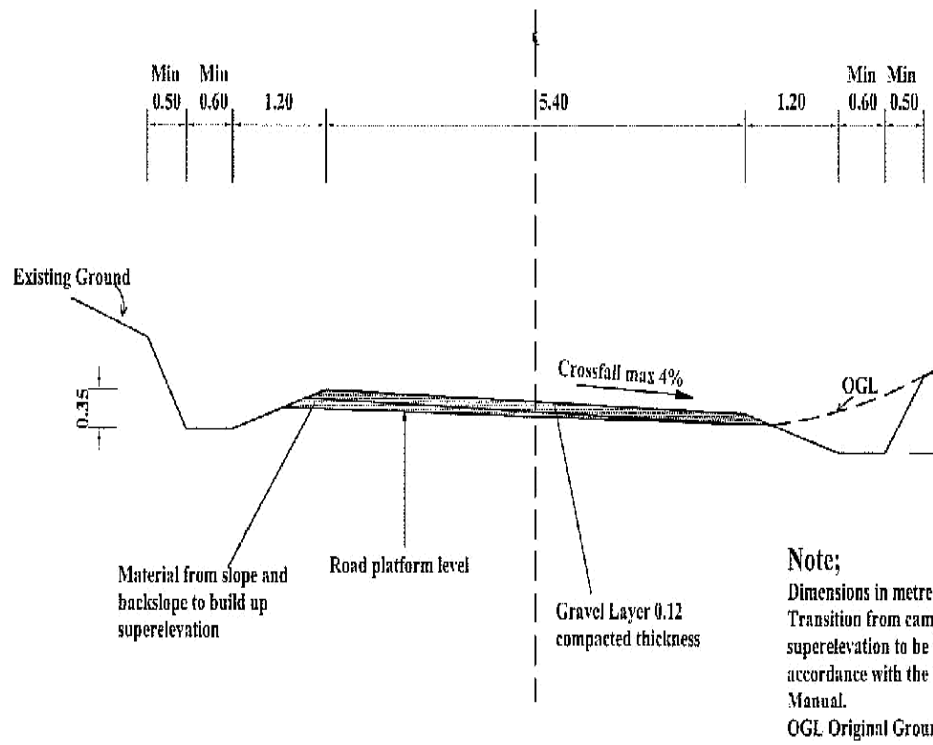 Min Min Min Min
0.50 0.60 1.20 5.40 1.20 0.60 0.50
Existing Ground
Crossfall max 4%
OGL
0.35
Material from slope and
backslope to build up
superelevation
Road platform level
Gravel Layer 0.12
compacted thickness
Note;
Dimensions in metre
Transition from cam
superelevation to be
accordance with the
Manual.
OGL Original Groun